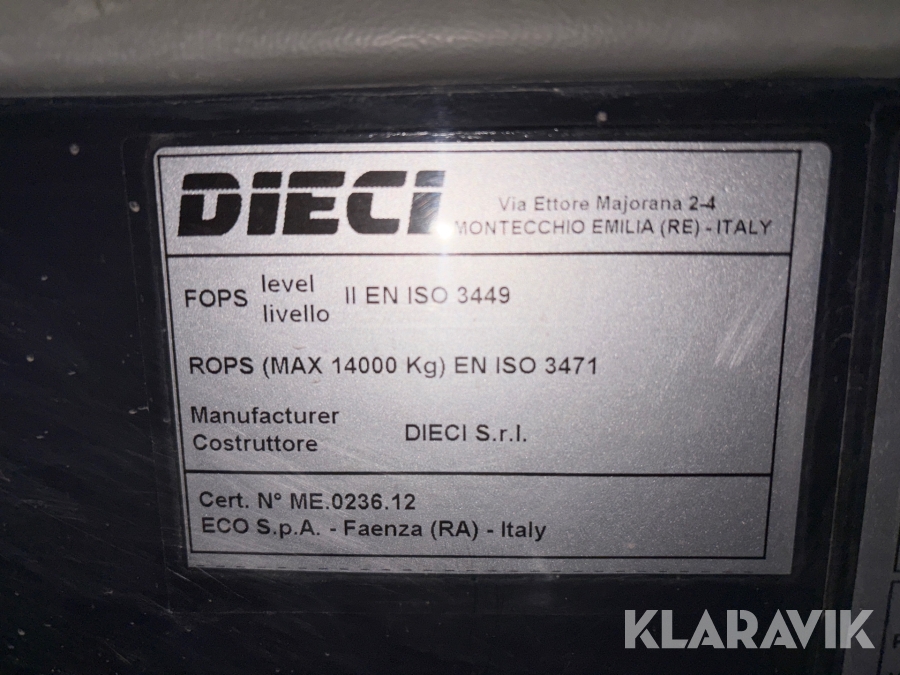 DIECI
Via Ettore Majorana 2-4
MONTECCHIO EMILIA (RE) - ITALY
FOPS level livello II EN ISO 3449
ROPS (MAX 14000 Kg) EN ISO 3471
Manufacturer
Costruttore DIECI S.r.l.
Cert. N° ME.0236.12
ECO S.p.A. - Faenza (RA) - Italy
KLARAVIK